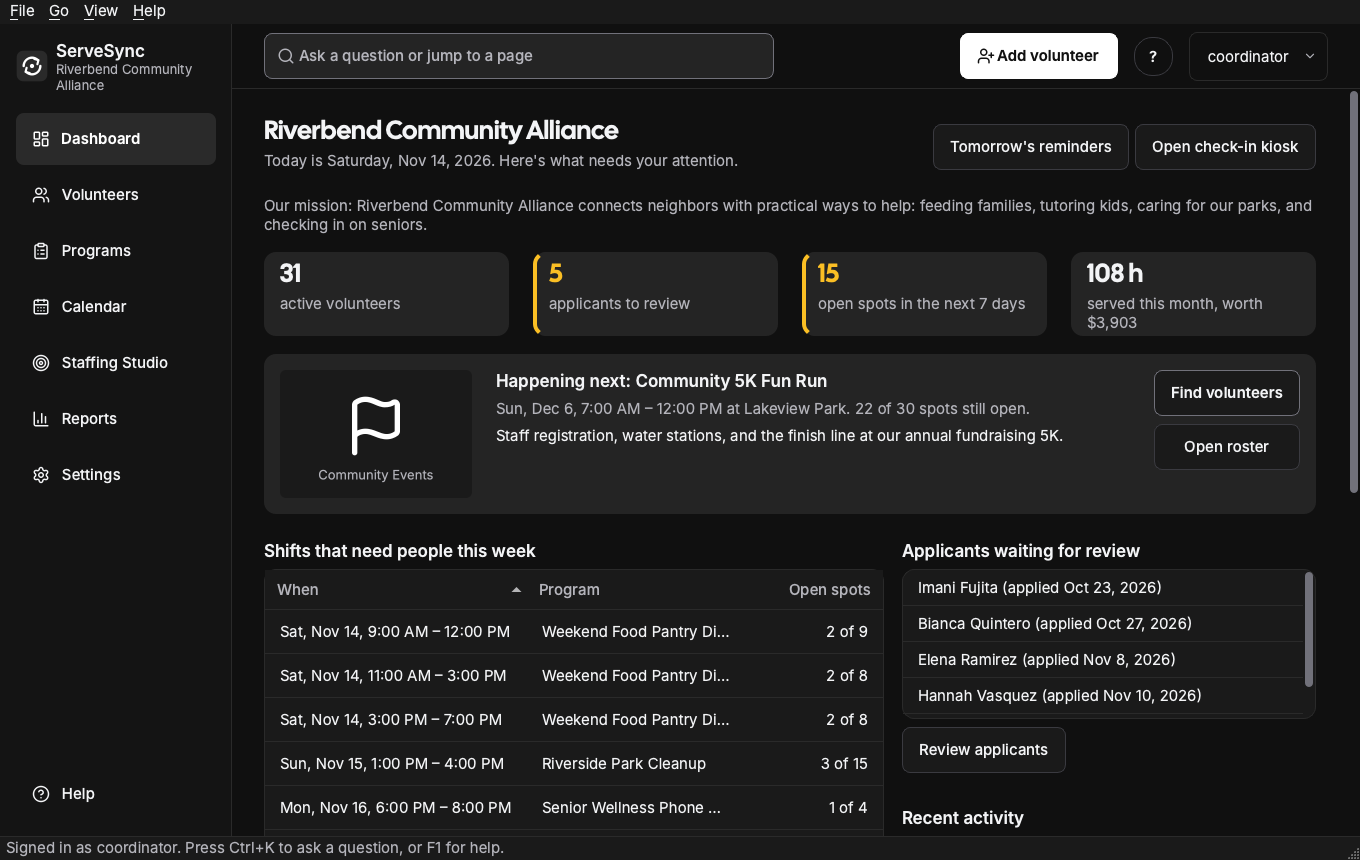 File Go View Help
ServeSync
Riverbend Community
Alliance
Ask a question or jump to a page
Add volunteer
?
coordinator
Dashboard
Volunteers
Programs
Calendar
Staffing Studio
Reports
Settings
Help
Riverbend Community Alliance
Today is Saturday, Nov 14, 2026. Here's what needs your attention.
Tomorrow's reminders
Open check-in kiosk
Our mission: Riverbend Community Alliance connects neighbors with practical ways to help: feeding families, tutoring kids, caring for our parks, and
checking in on seniors.
31
active volunteers
5
applicants to review
15
open spots in the next 7 days
108 h
served this month, worth
$3,903
Community Events
Happening next: Community 5K Fun Run
Sun, Dec 6, 7:00 AM – 12:00 PM at Lakeview Park. 22 of 30 spots still open.
Staff registration, water stations, and the finish line at our annual fundraising 5K.
Find volunteers
Open roster
Shifts that need people this week
When Program Open spots
Sat, Nov 14, 9:00 AM – 12:00 PM Weekend Food Pantry Di... 2 of 9
Sat, Nov 14, 11:00 AM – 3:00 PM Weekend Food Pantry Di... 2 of 8
Sat, Nov 14, 3:00 PM – 7:00 PM Weekend Food Pantry Di... 2 of 8
Sun, Nov 15, 1:00 PM – 4:00 PM Riverside Park Cleanup 3 of 15
Mon, Nov 16, 6:00 PM – 8:00 PM Senior Wellness Phone ... 1 of 4
Applicants waiting for review
Imani Fujita (applied Oct 23, 2026)
Bianca Quintero (applied Oct 27, 2026)
Elena Ramirez (applied Nov 8, 2026)
Hannah Vasquez (applied Nov 10, 2026)
Review applicants
Recent activity
Signed in as coordinator. Press Ctrl+K to ask a question, or F1 for help.